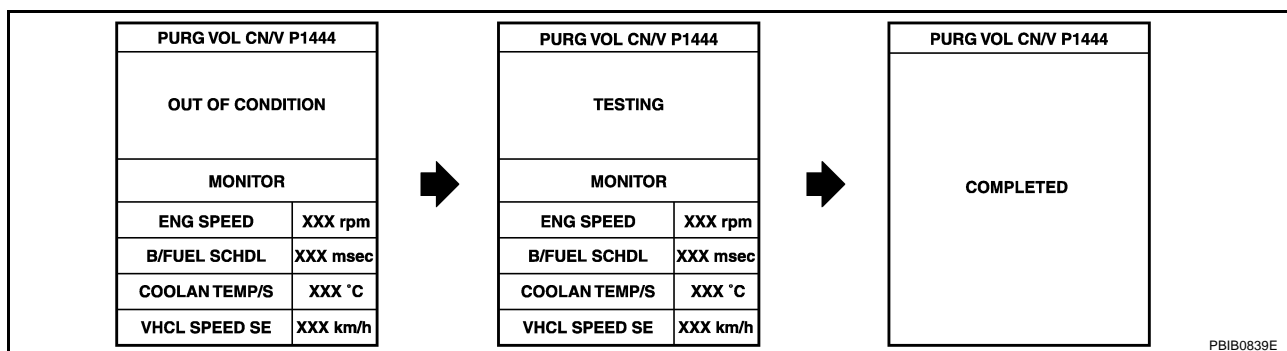 PURG VOL CN/V P1444
OUT OF CONDITION
MONITOR
ENG SPEED XXX rpm
B/FUEL SCHDL XXX msec
COOLAN TEMP/S XXX °C
VHCL SPEED SE XXX km/h
PURG VOL CN/V P1444
TESTING
MONITOR
ENG SPEED XXX rpm
B/FUEL SCHDL XXX msec
COOLAN TEMP/S XXX °C
VHCL SPEED SE XXX km/h
PURG VOL CN/V P1444
COMPLETED
PBIB0839E